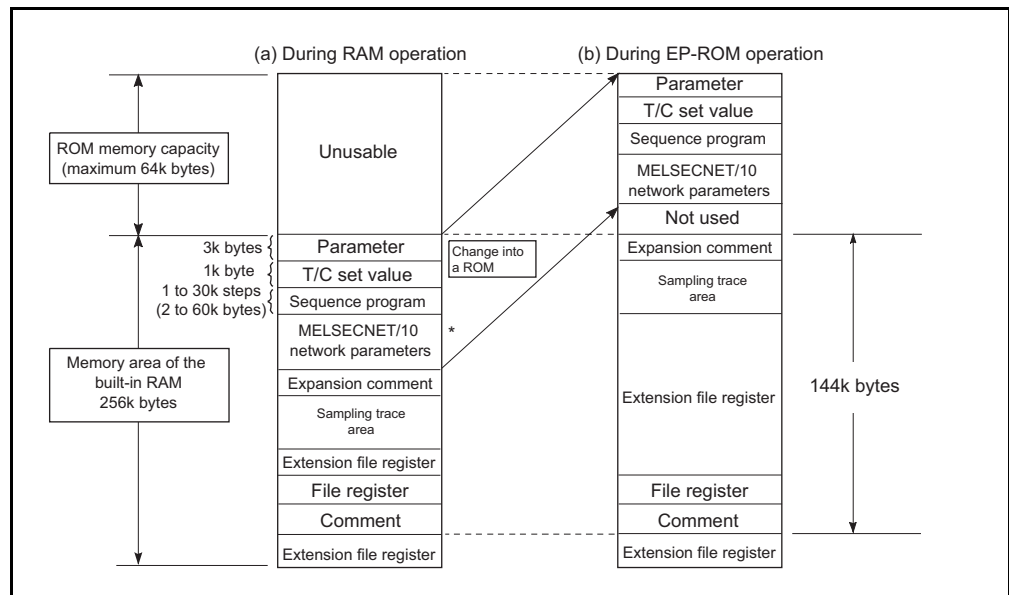 (a) During RAM operation
(b) During EP-ROM operation
ROM memory capacity
(maximum 64k bytes)
Unusable
Parameter
T/C set value
Sequence program
MELSECNET/10
network parameters
Not used
3k bytes
Parameter
Change into
a ROM
Expansion comment
1k byte
T/C set value
Sampling trace
area
1 to 30k steps
(2 to 60k bytes)
Sequence program
MELSECNET/10
network parameters
*
Memory area of the
built-in RAM
256k bytes
Expansion comment
Extension file register
144k bytes
Sampling trace
area
Extension file register
File register
File register
Comment
Comment
Extension file register
Extension file register